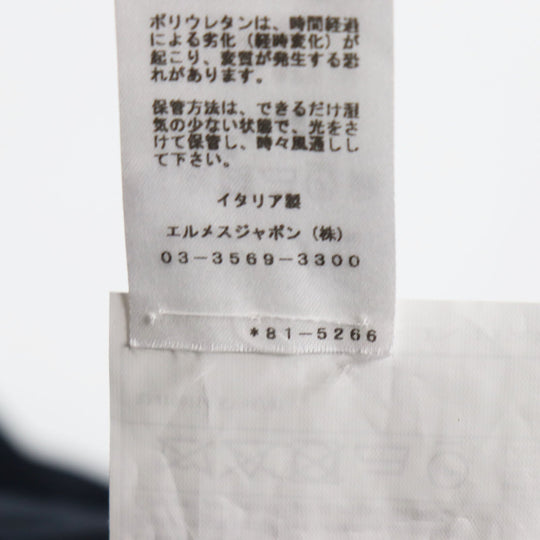 ポリウレタンは、時間経過
による劣化（経時変化）が
起こり、変質が発生する恐
れがあります。
保管方法は、できるだけ湿
気の少ない状態で、光をさ
けて保管し、時々風通しし
て下さい。
イタリア製
エルメスジャポン（株）
03-3569-3300
*81-5266